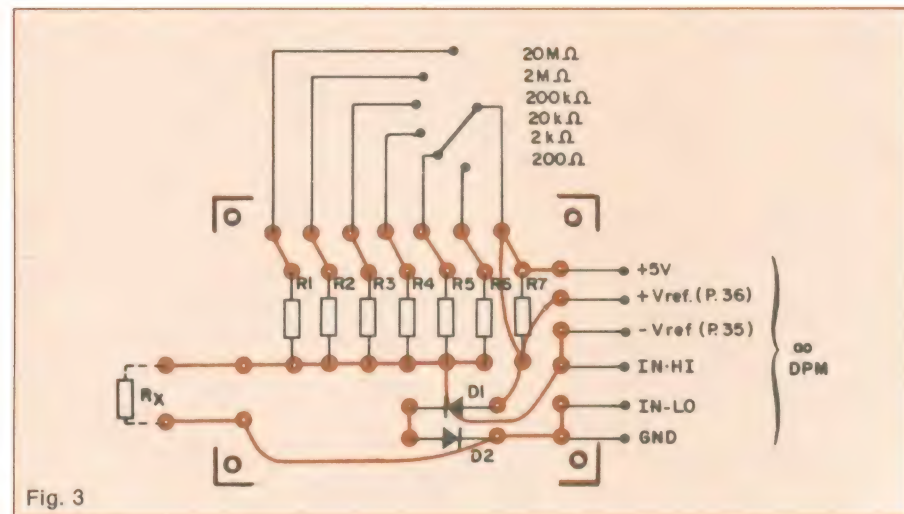 20MΩ
2MΩ
200kΩ
20kΩ
2kΩ
200Ω
R1 R2 R3 R4 R5 R6 R7
+5V
+Vref. (P.36)
-Vref (P.35)
IN-HI
IN-LO
GND
ao
DPM
Rx
D1
D2
Fig. 3